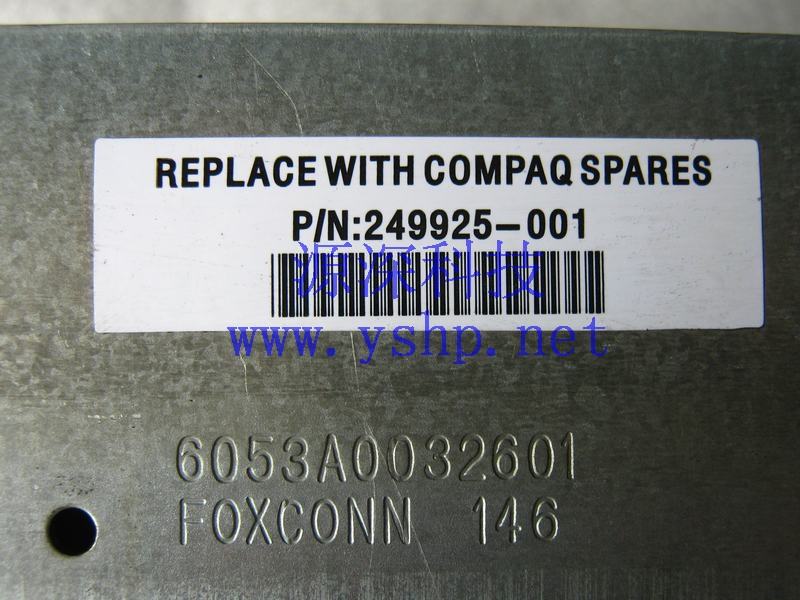 REPLACE WITH COMPAQ SPARES
P/N:249925-001
源深科技
www.yshp.net
6053A0032601
FOXCONN 146